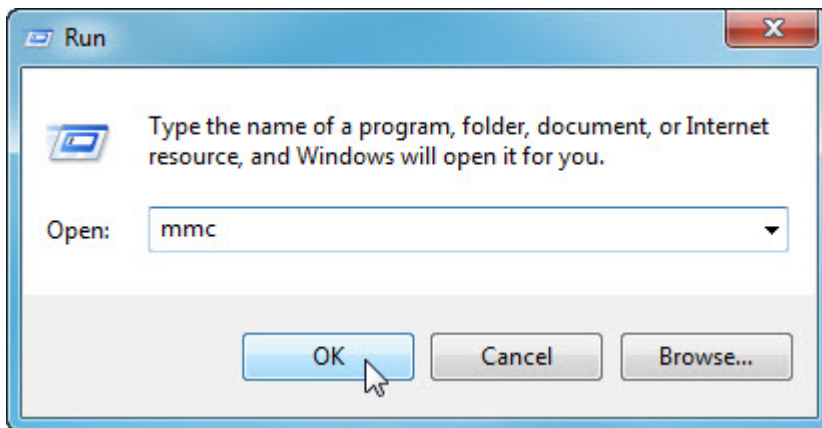 Run
Type the name of a program, folder, document, or Internet
resource, and Windows will open it for you.
Open: mmc
OK Cancel Browse...